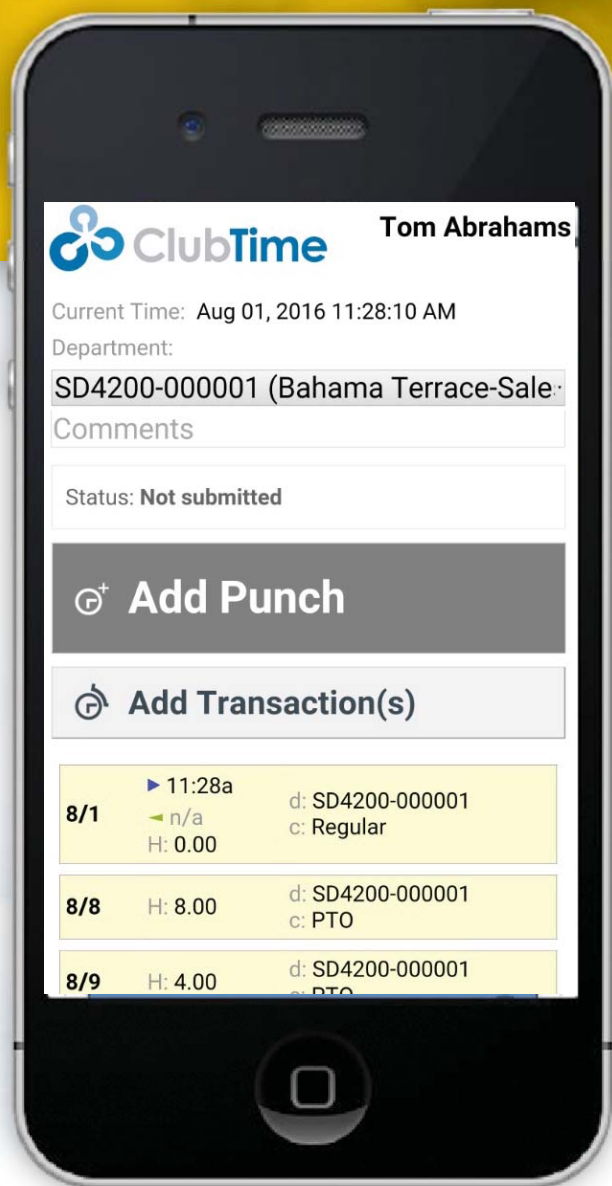 ClubTime
Tom Abrahams
Current Time: Aug 01, 2016 11:28:10 AM
Department:
SD4200-000001 (Bahama Terrace-Sale
Comments
Status: Not submitted
Add Punch
Add Transaction(s)
8/1
11:28a
n/a
H: 0.00
d: SD4200-000001
c: Regular
8/8
H: 8.00
d: SD4200-000001
c: PTO
8/9
H: 4.00
d: SD4200-000001
c: PTO